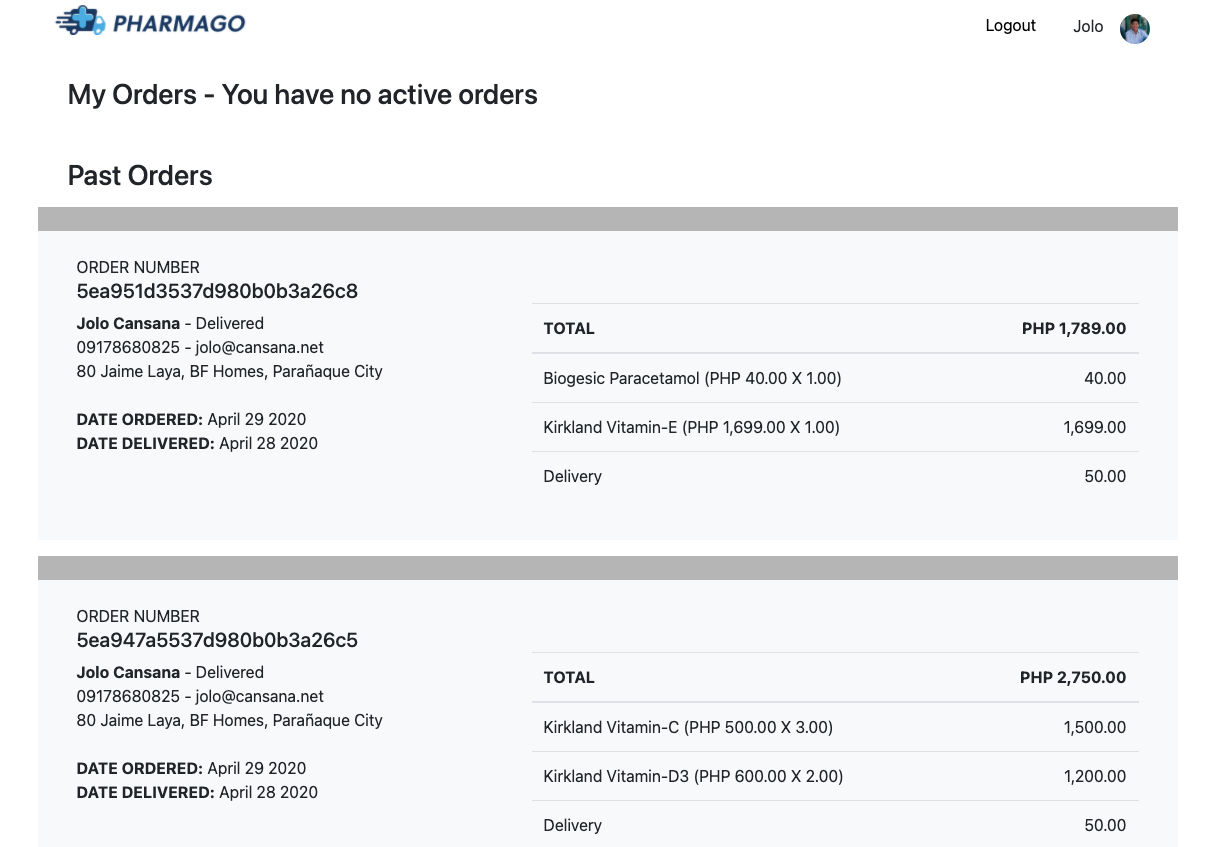 PHARMAGO
Logout Jolo
My Orders - You have no active orders
Past Orders
ORDER NUMBER
5ea951d3537d980b0b3a26c8
Jolo Cansana - Delivered
09178680825 - jolo@cansana.net
80 Jaime Laya, BF Homes, Parañaque City
DATE ORDERED: April 29 2020
DATE DELIVERED: April 28 2020
TOTAL PHP 1,789.00
Biogesic Paracetamol (PHP 40.00 X 1.00) 40.00
Kirkland Vitamin-E (PHP 1,699.00 X 1.00) 1,699.00
Delivery 50.00
ORDER NUMBER
5ea947a5537d980b0b3a26c5
Jolo Cansana - Delivered
09178680825 - jolo@cansana.net
80 Jaime Laya, BF Homes, Parañaque City
DATE ORDERED: April 29 2020
DATE DELIVERED: April 28 2020
TOTAL PHP 2,750.00
Kirkland Vitamin-C (PHP 500.00 X 3.00) 1,500.00
Kirkland Vitamin-D3 (PHP 600.00 X 2.00) 1,200.00
Delivery 50.00